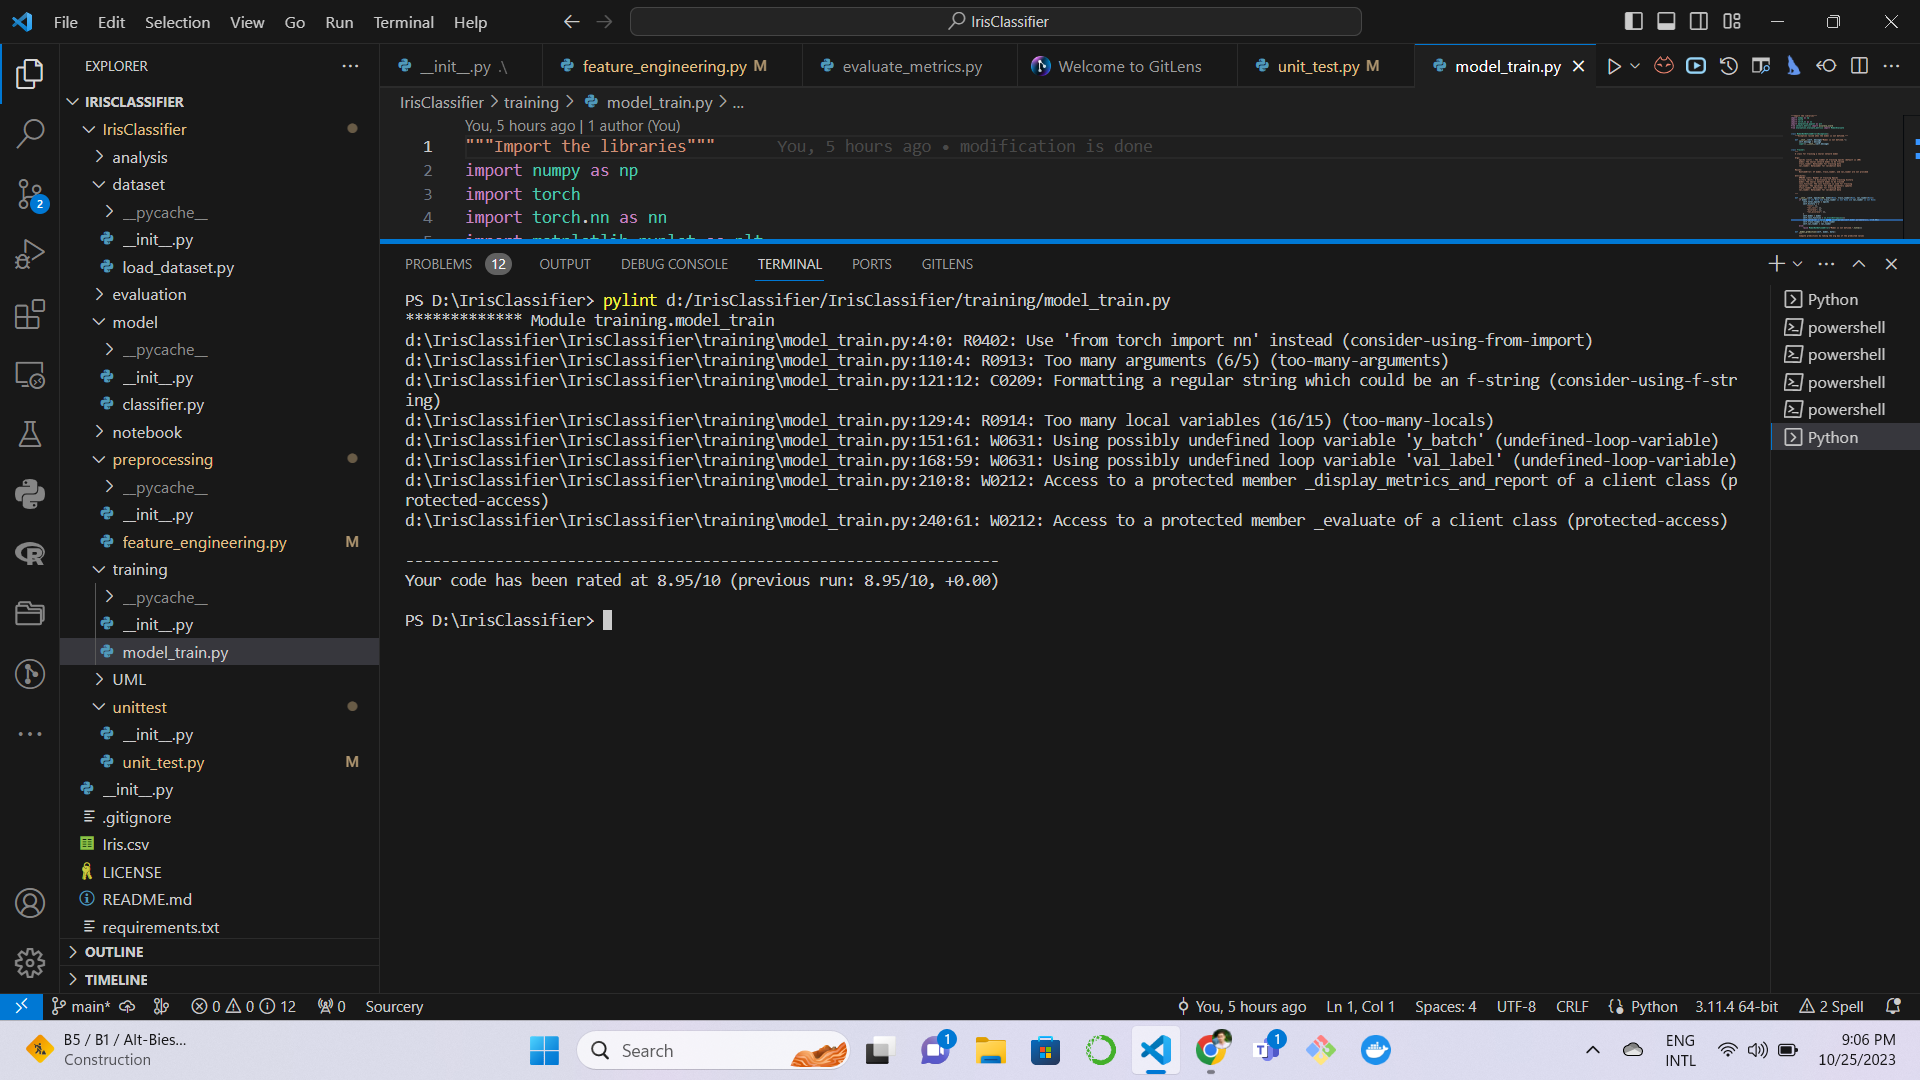 File Edit Selection View Go Run Terminal Help
IrisClassifier
EXPLORER
IRISCLASSIFIER
IrisClassifier
analysis
dataset
__pycache__
__init__.py
load_dataset.py
evaluation
model
__pycache__
__init__.py
classifier.py
notebook
preprocessing
__pycache__
__init__.py
feature_engineering.py M
training
__pycache__
__init__.py
model_train.py
UML
unittest
__init__.py
unit_test.py M
__init__.py
.gitignore
Iris.csv
LICENSE
README.md
requirements.txt
OUTLINE
TIMELINE
2
__init__.py .\ feature_engineering.py M evaluate_metrics.py Welcome to GitLens unit_test.py M model_train.py
IrisClassifier > training > model_train.py > ...
You, 5 hours ago | 1 author (You)
1 """Import the libraries""" You, 5 hours ago • modification is done
2 import numpy as np
3 import torch
4 import torch.nn as nn
5 import matplotlib.pyplot as plt
PROBLEMS 12 OUTPUT DEBUG CONSOLE TERMINAL PORTS GITLENS
PS D:\IrisClassifier> pylint d:/IrisClassifier/IrisClassifier/training/model_train.py
************* Module training.model_train
d:\IrisClassifier\IrisClassifier\training\model_train.py:4:0: R0402: Use 'from torch import nn' instead (consider-using-from-import)
d:\IrisClassifier\IrisClassifier\training\model_train.py:110:4: R0913: Too many arguments (6/5) (too-many-arguments)
d:\IrisClassifier\IrisClassifier\training\model_train.py:121:12: C0209: Formatting a regular string which could be an f-string (consider-using-f-str
ing)
d:\IrisClassifier\IrisClassifier\training\model_train.py:129:4: R0914: Too many local variables (16/15) (too-many-locals)
d:\IrisClassifier\IrisClassifier\training\model_train.py:151:61: W0631: Using possibly undefined loop variable 'y_batch' (undefined-loop-variable)
d:\IrisClassifier\IrisClassifier\training\model_train.py:168:59: W0631: Using possibly undefined loop variable 'val_label' (undefined-loop-variable)
d:\IrisClassifier\IrisClassifier\training\model_train.py:210:8: W0212: Access to a protected member _display_metrics_and_report of a client class (p
rotected-access)
d:\IrisClassifier\IrisClassifier\training\model_train.py:240:61: W0212: Access to a protected member _evaluate of a client class (protected-access)
------------------------------------------------------------------
Your code has been rated at 8.95/10 (previous run: 8.95/10, +0.00)
PS D:\IrisClassifier>
Python
powershell
powershell
powershell
powershell
Python
main* 0 0 12 0 Sourcery You, 5 hours ago Ln 1, Col 1 Spaces: 4 UTF-8 CRLF Python 3.11.4 64-bit 2 Spell
B5 / B1 / Alt-Bies...
Construction
Search
1
1
ENG
INTL
9:06 PM
10/25/2023